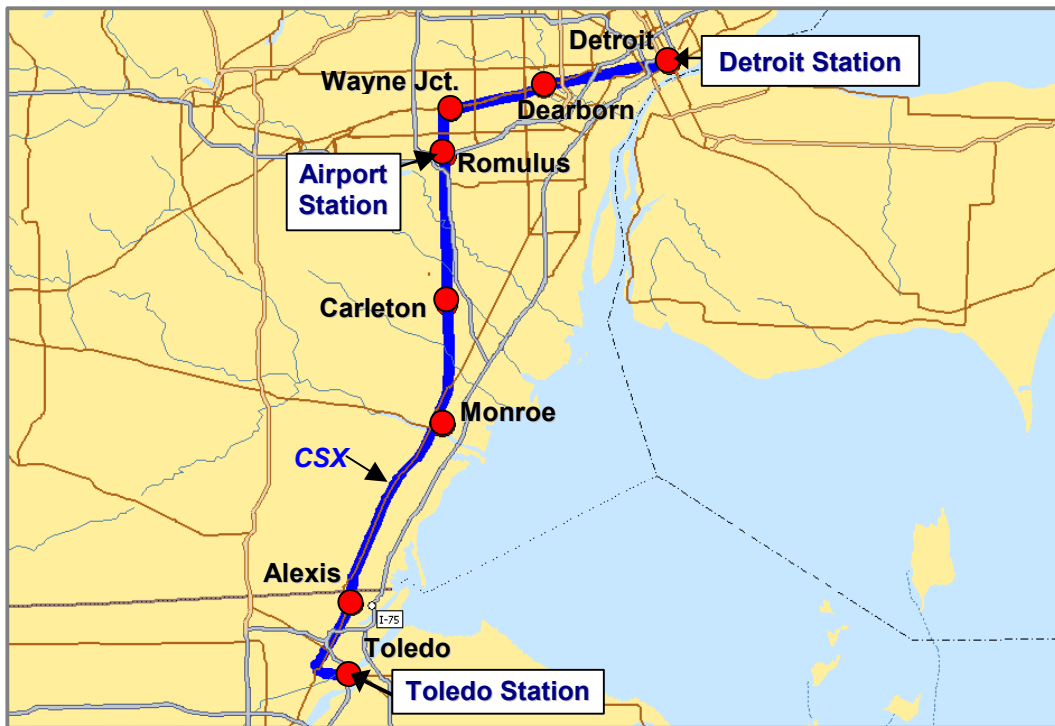 Detroit
Detroit Station
Wayne Jct.
Dearborn
Romulus
Airport
Station
Carleton
Monroe
CSX
Alexis
I-75
Toledo
Toledo Station